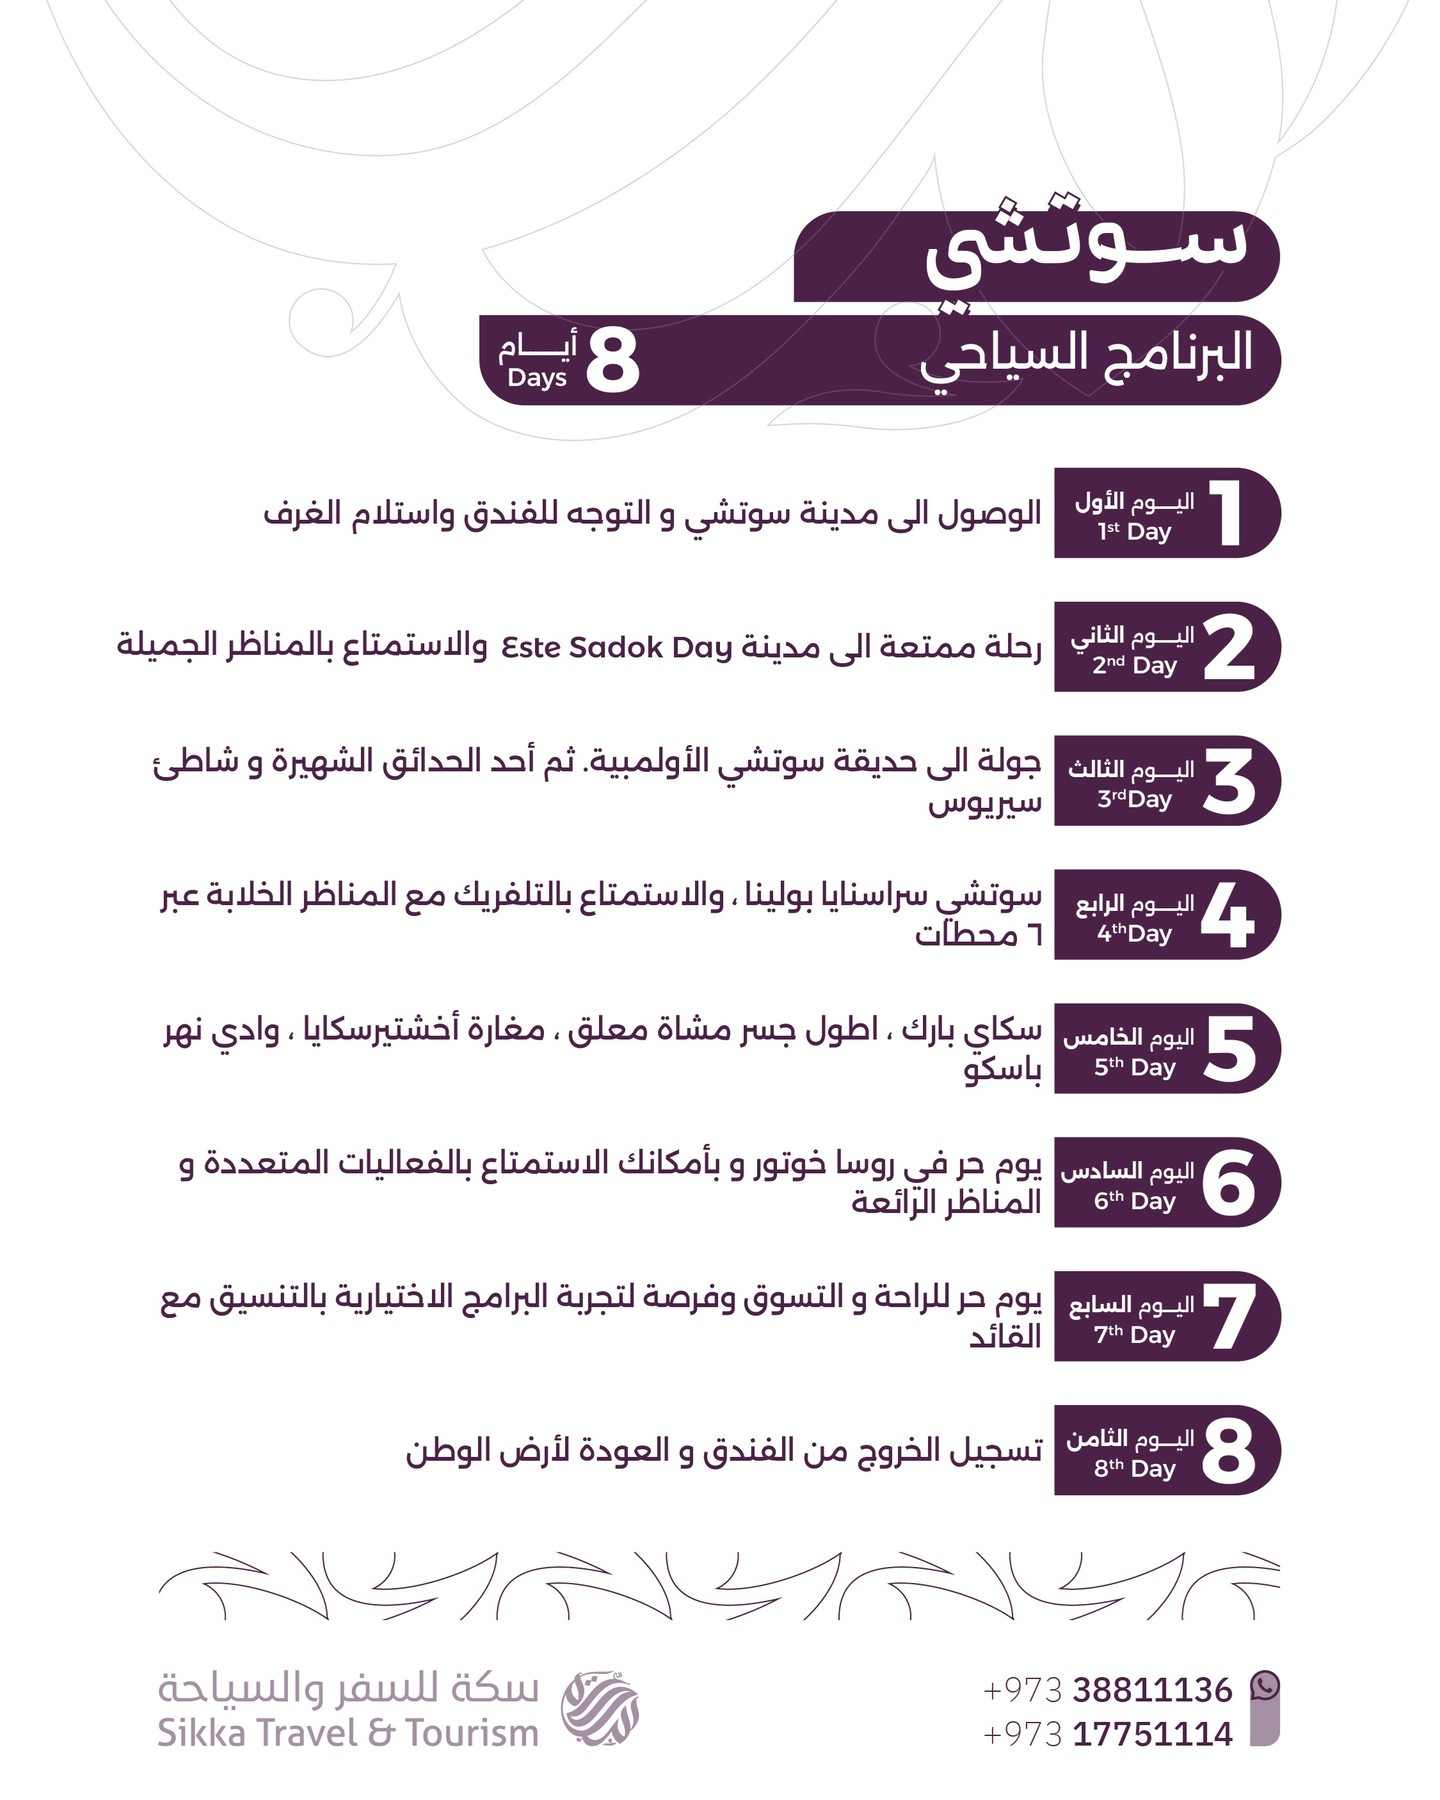 سوتشي
البرنامج السياحي
8 أيام
Days
1 اليوم الأول
1st Day
الوصول الى مدينة سوتشي و التوجه للفندق واستلام الغرف
2 اليوم الثاني
2nd Day
رحلة ممتعة الى مدينة Este Sadok Day والاستمتاع بالمناظر الجميلة
3 اليوم الثالث
3rd Day
جولة الى حديقة سوتشي الأولمبية. ثم أحد الحدائق الشهيرة و شاطئ
سيريوس
4 اليوم الرابع
4th Day
سوتشي سراسنايا بولينا ، والاستمتاع بالتلفريك مع المناظر الخلابة عبر
٦ محطات
5 اليوم الخامس
5th Day
سكاي بارك ، اطول جسر مشاة معلق ، مغارة أخشتيرسكايا ، وادي نهر
باسكو
6 اليوم السادس
6th Day
يوم حر في روسا خوتور و بأمكانك الاستمتاع بالفعاليات المتعددة و
المناظر الرائعة
7 اليوم السابع
7th Day
يوم حر للراحة و التسوق وفرصة لتجربة البرامج الاختيارية بالتنسيق مع
القائد
8 اليوم الثامن
8th Day
تسجيل الخروج من الفندق و العودة لأرض الوطن
+973 38811136
+973 17751114
سكة للسفر والسياحة
Sikka Travel & Tourism